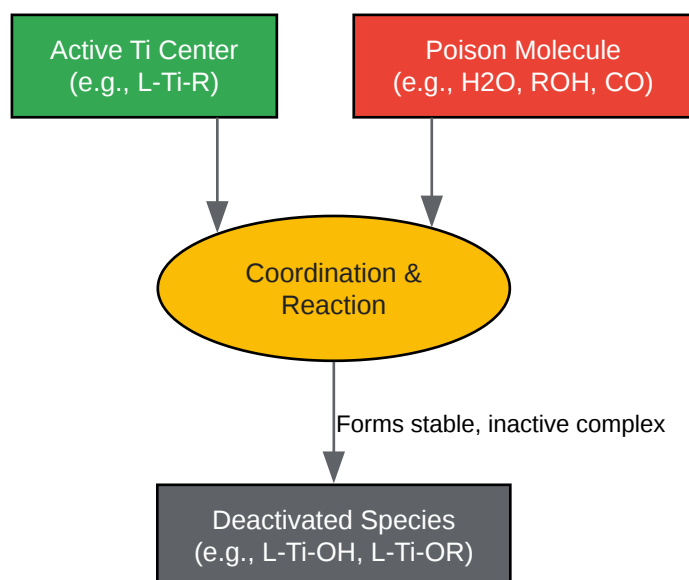 Active Ti Center
(e.g., L-Ti-R)
Poison Molecule
(e.g., H2O, ROH, CO)
Coordination &
Reaction
Forms stable, inactive complex
Deactivated Species
(e.g., L-Ti-OH, L-Ti-OR)